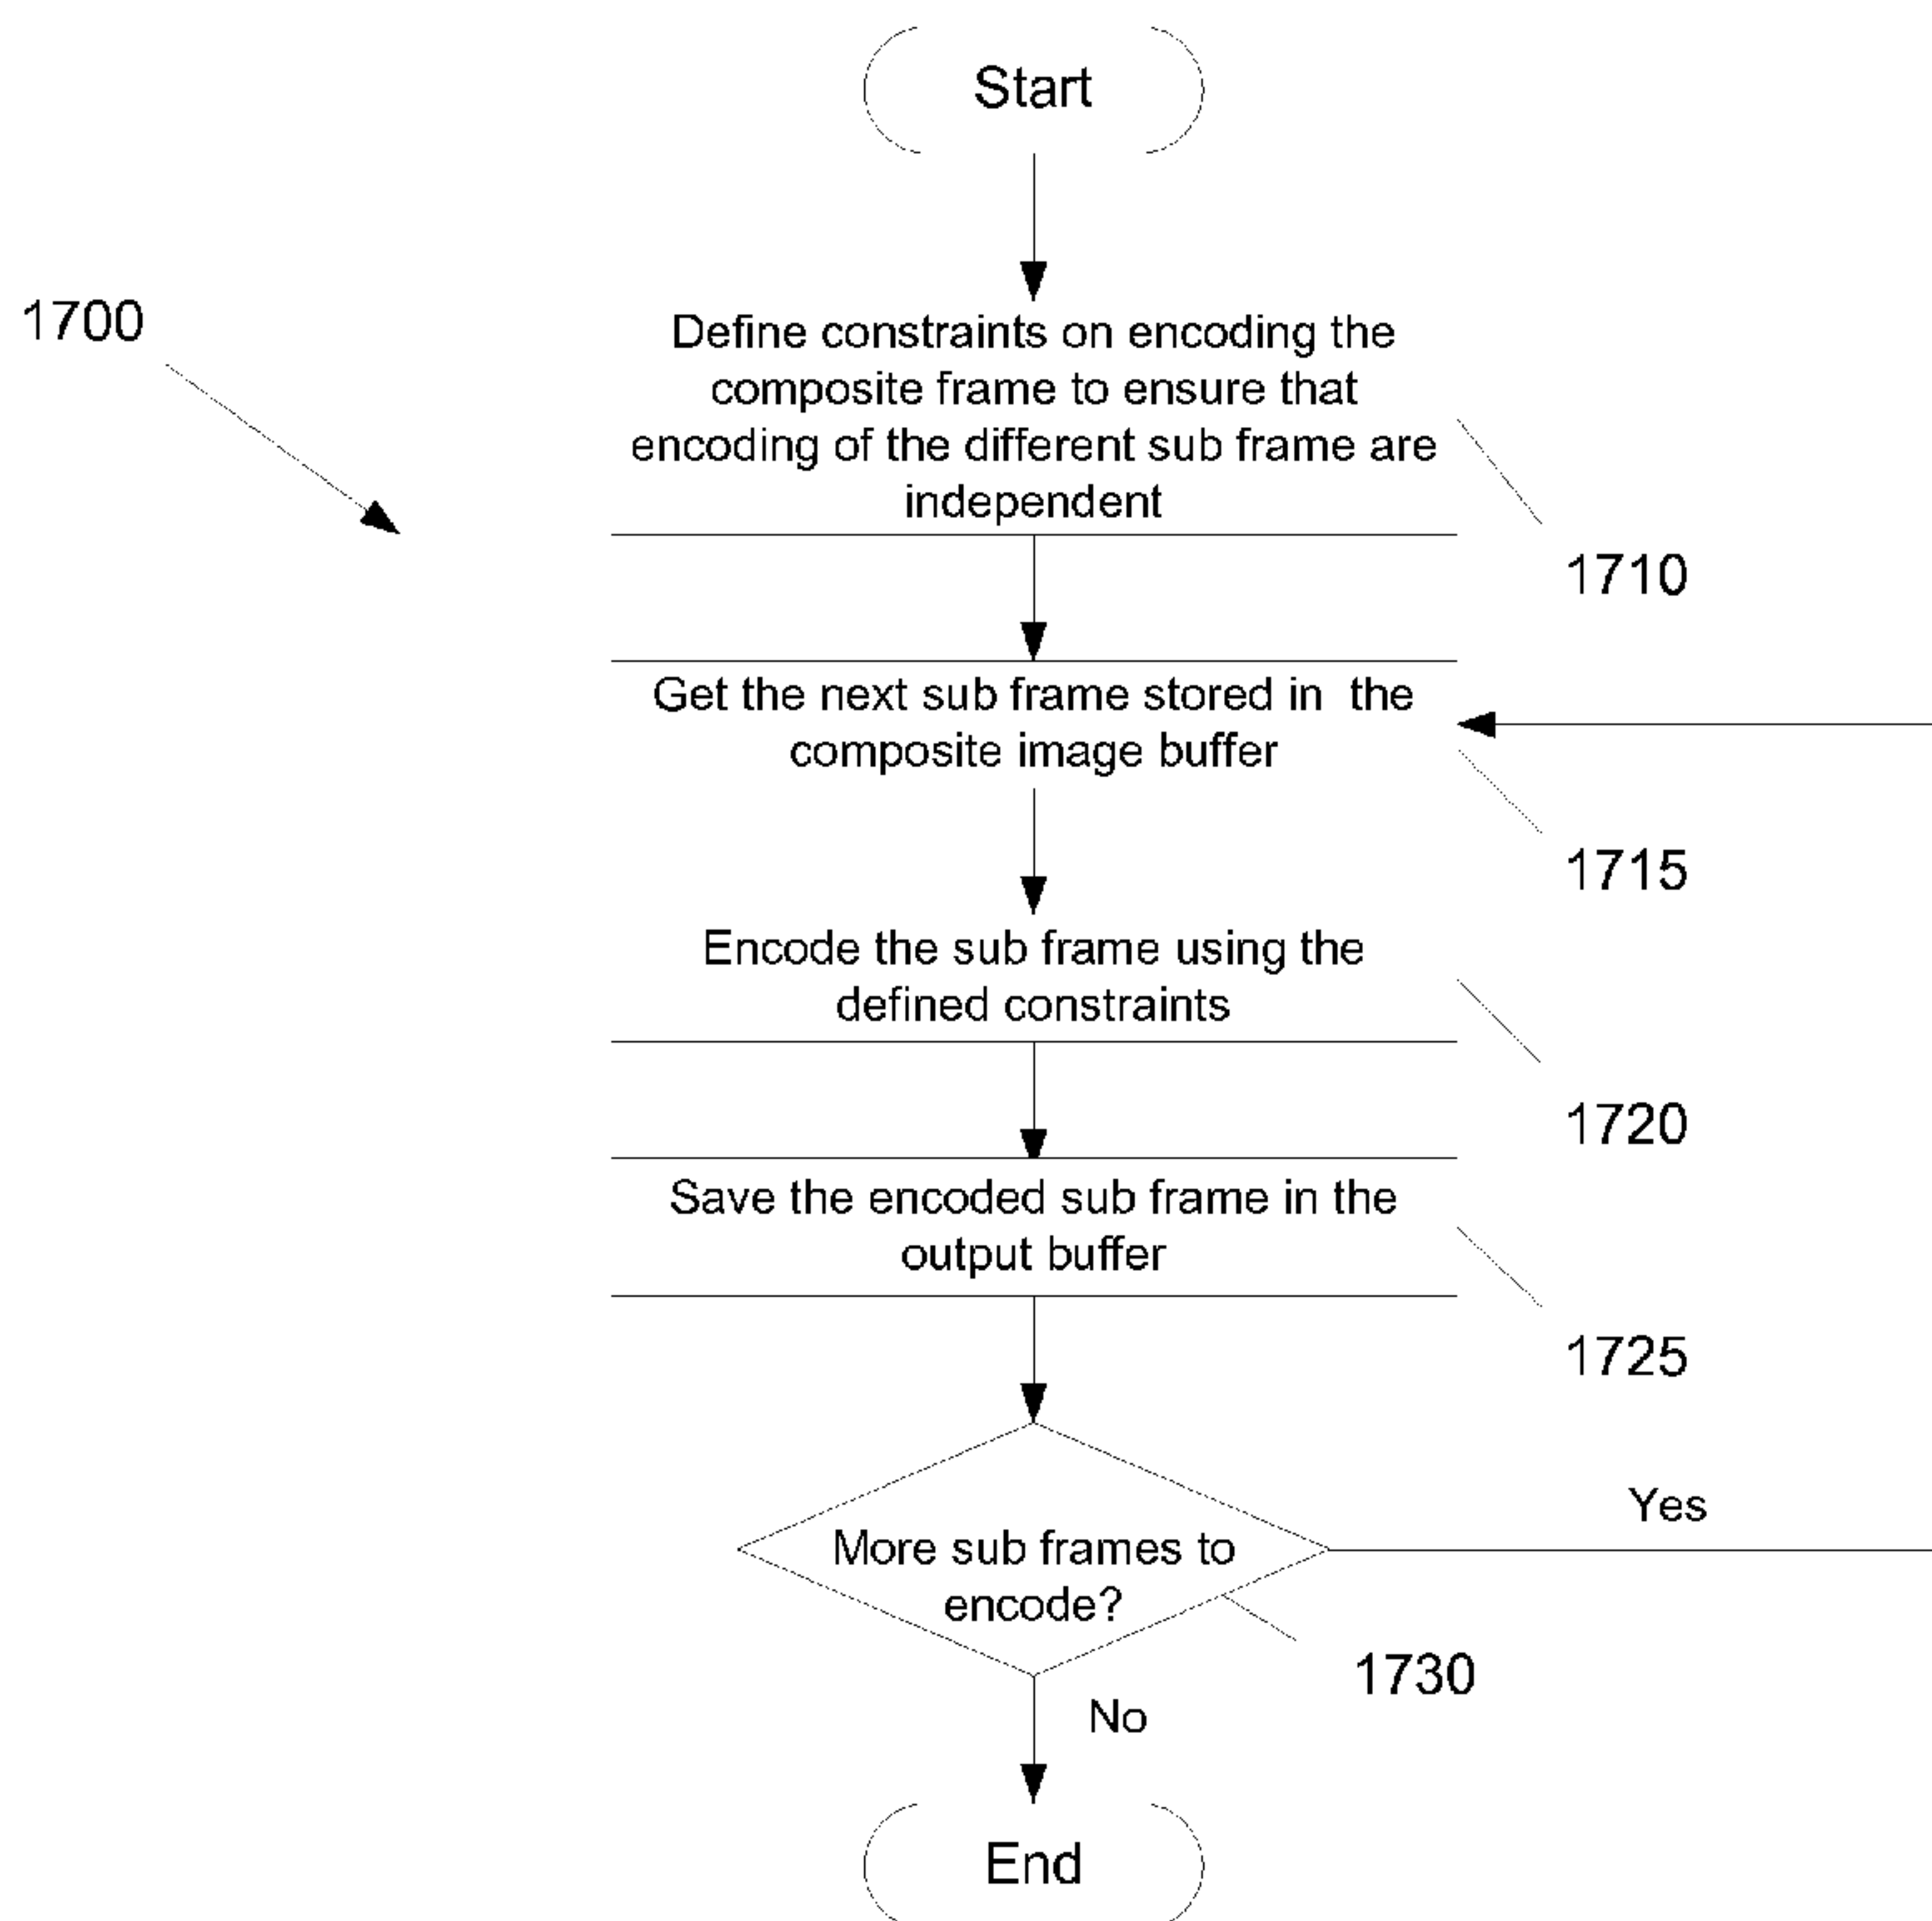 Start
1700
Define constraints on encoding the
composite frame to ensure that
encoding of the different sub frame are
independent
1710
Get the next sub frame stored in the
composite image buffer
1715
Encode the sub frame using the
defined constraints
1720
Save the encoded sub frame in the
output buffer
1725
Yes
More sub frames to
encode?
1730
No
End